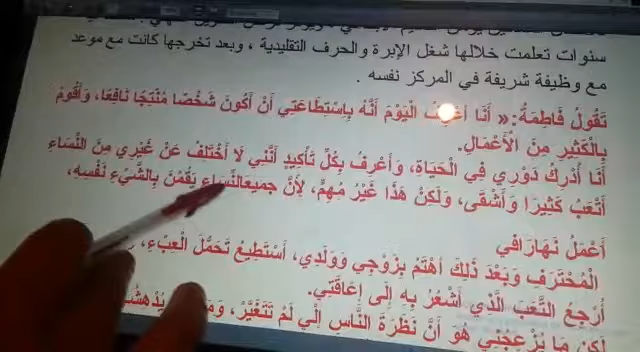 سنوات تعلمت خلالها شغل الإبرة والحرف التقليدية ، وبعد تخرجها كانت مع موعد
مع وظيفة شريفة في المركز نفسه .
تَقُولُ فَاطِمَةُ: « أَنَا أَعْرِفُ الْيَوْمَ أَنَّهُ بِاِسْتِطَاعَتِي أَنْ أَكُونَ شَخْصًا مُنْتِجًا نَافِعًا، وَأَقُومَ
بِالْكَثِيرِ مِنَ الْأَعْمَالِ.
أَنَا أُدْرِكُ دَوْرِي فِي الْحَيَاةِ، وَأَعْرِفُ بِكُلِّ تَأْكِيدٍ أَنَّنِي لَا أَخْتَلِفُ عَنْ غَيْرِي مِنَ النِّسَاءِ
أَتْعَبُ كَثِيرًا وَأَشْقَى، وَلَكِنْ هَذَا غَيْرُ مُهِمٍّ، لِأَنَّ جَمِيعَالنِّسَاءِ يَقُمْنَ بِالشَّيْءِ نَفْسِهِ،
أَعْمَلُ نَهَارًافي
الْمُحْتَرَفِ وَبَعْدَ ذَلِكَ أَهْتَمُّ بِزَوْجِي وَوَلَدِي، أَسْتَطِيعُ تَحَمُّلَ الْعِبْءِ،
أُرْجِعُ التَّعَبَ الَّذِي أَشْعُرُ بِهِ إِلَى إِعَاقَتِي.
لَكِنْ مَا يُزْعِجُنِي هُوَ أَنَّ نَظْرَةَ النَّاسِ إِلَيَّ لَمْ تَتَغَيَّرْ،